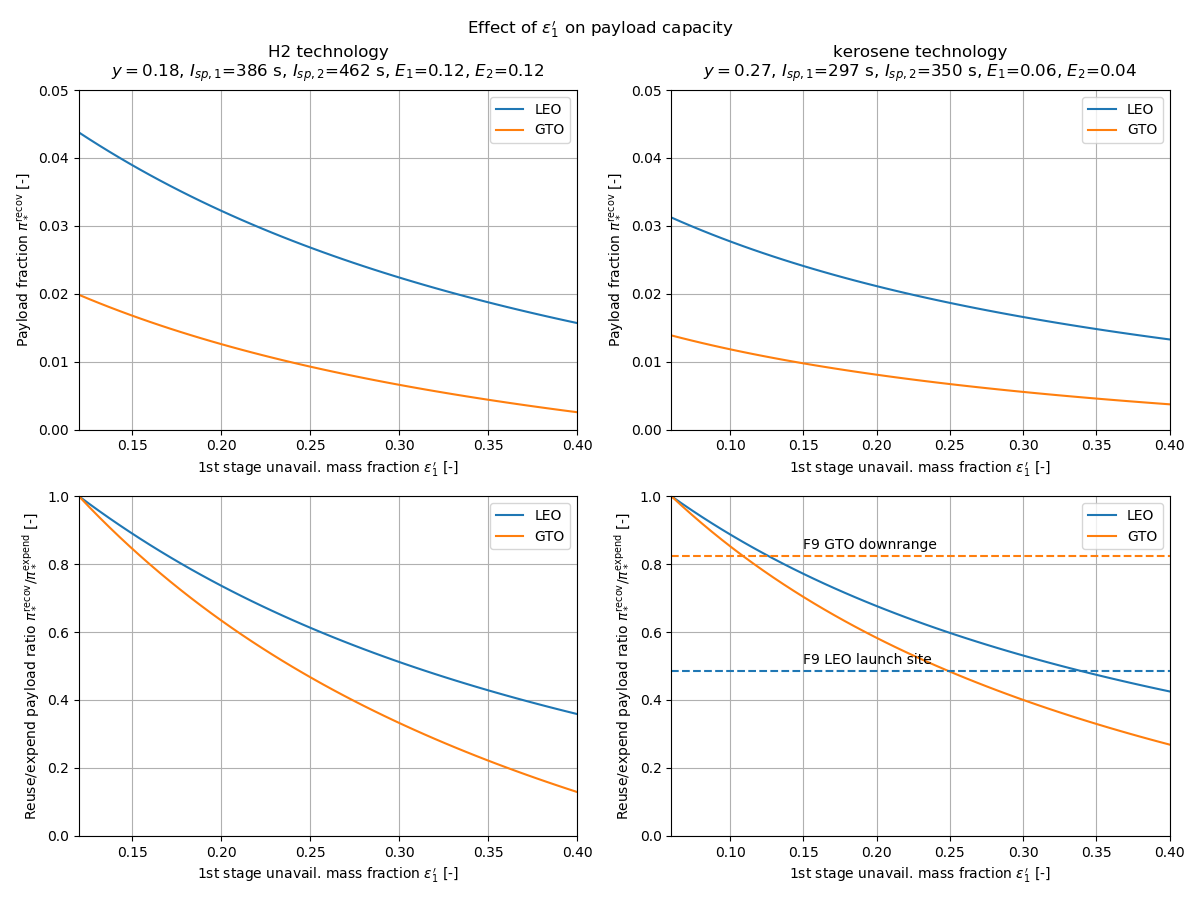 Effect of ε₁′ on payload capacity
H2 technology
y = 0.18, Isp,1=386 s, Isp,2=462 s, E₁=0.12, E₂=0.12
0.05
0.04
0.03
0.02
0.01
0.00
Payload fraction π*^recov [-]
LEO
GTO
0.15 0.20 0.25 0.30 0.35 0.40
1st stage unavail. mass fraction ε₁′ [-]
kerosene technology
y = 0.27, Isp,1=297 s, Isp,2=350 s, E₁=0.06, E₂=0.04
0.05
0.04
0.03
0.02
0.01
0.00
Payload fraction π*^recov [-]
LEO
GTO
0.10 0.15 0.20 0.25 0.30 0.35 0.40
1st stage unavail. mass fraction ε₁′ [-]
1.0
0.8
0.6
0.4
0.2
0.0
Reuse/expend payload ratio π*^recov/π*^expend [-]
LEO
GTO
0.15 0.20 0.25 0.30 0.35 0.40
1st stage unavail. mass fraction ε₁′ [-]
1.0
0.8
0.6
0.4
0.2
0.0
Reuse/expend payload ratio π*^recov/π*^expend [-]
LEO
GTO
F9 GTO downrange
F9 LEO launch site
0.10 0.15 0.20 0.25 0.30 0.35 0.40
1st stage unavail. mass fraction ε₁′ [-]